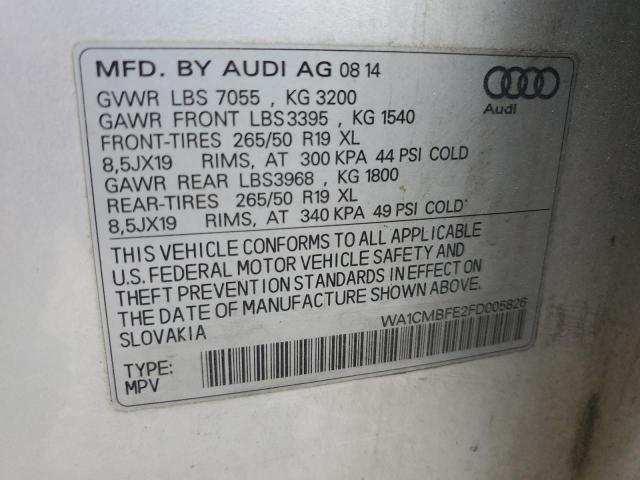 MFD. BY AUDI AG 08 14
Audi
GVWR LBS 7055 , KG 3200
GAWR FRONT LBS3395 , KG 1540
FRONT-TIRES 265/50 R19 XL
8,5JX19 RIMS, AT 300 KPA 44 PSI COLD
GAWR REAR LBS3968 , KG 1800
REAR-TIRES 265/50 R19 XL
8,5JX19 RIMS, AT 340 KPA 49 PSI COLD
THIS VEHICLE CONFORMS TO ALL APPLICABLE
U.S. FEDERAL MOTOR VEHICLE SAFETY AND
THEFT PREVENTION STANDARDS IN EFFECT ON
THE DATE OF MANUFACTURE SHOWN ABOVE.
SLOVAKIA
WA1CMBFE2FD005826
TYPE:
MPV